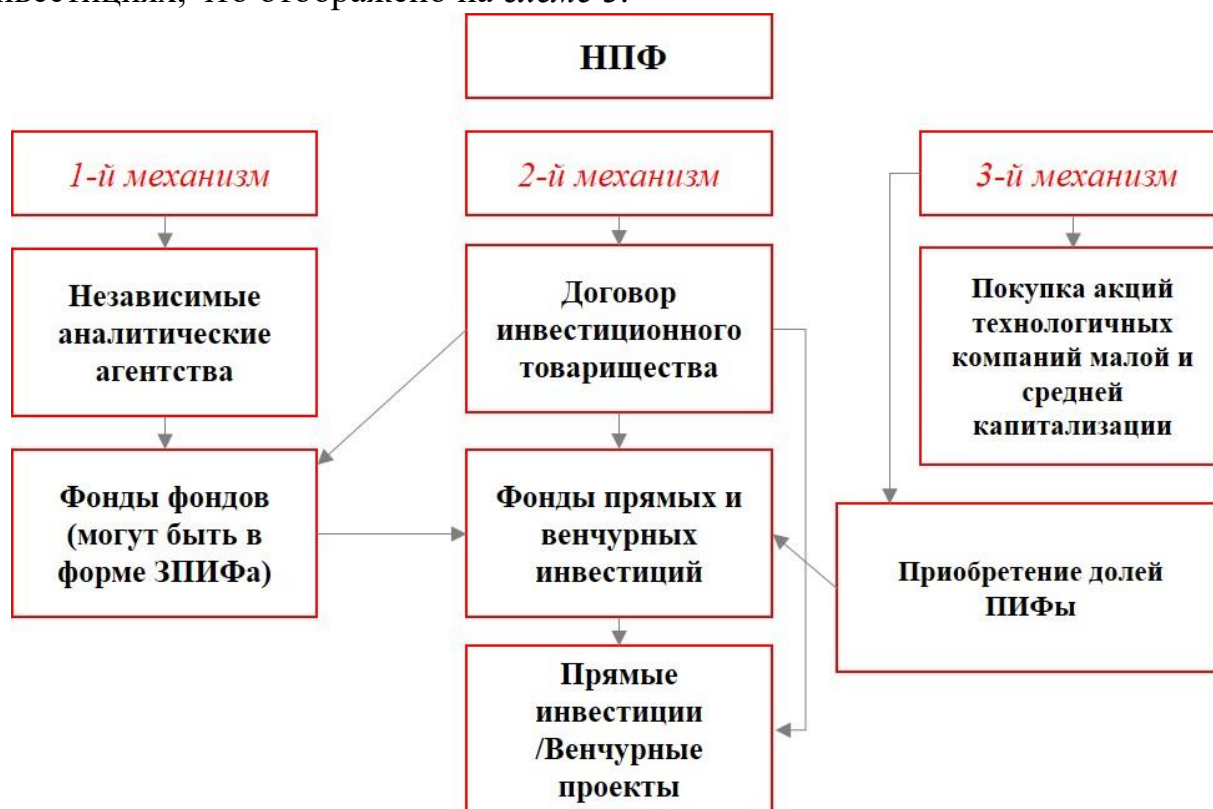 нвестициях, что отображено на схеме 3.
НПФ
1-й механизм
2-й механизм
3-й механизм
Независимые
аналитические
агентства
Договор
инвестиционного
товарищества
Покупка акций
технологичных
компаний малой и
средней
капитализации
Фонды фондов
(могут быть в
форме ЗПИФа)
Фонды прямых и
венчурных
инвестиций
Приобретение долей
ПИФы
Прямые
инвестиции
/Венчурные
проекты